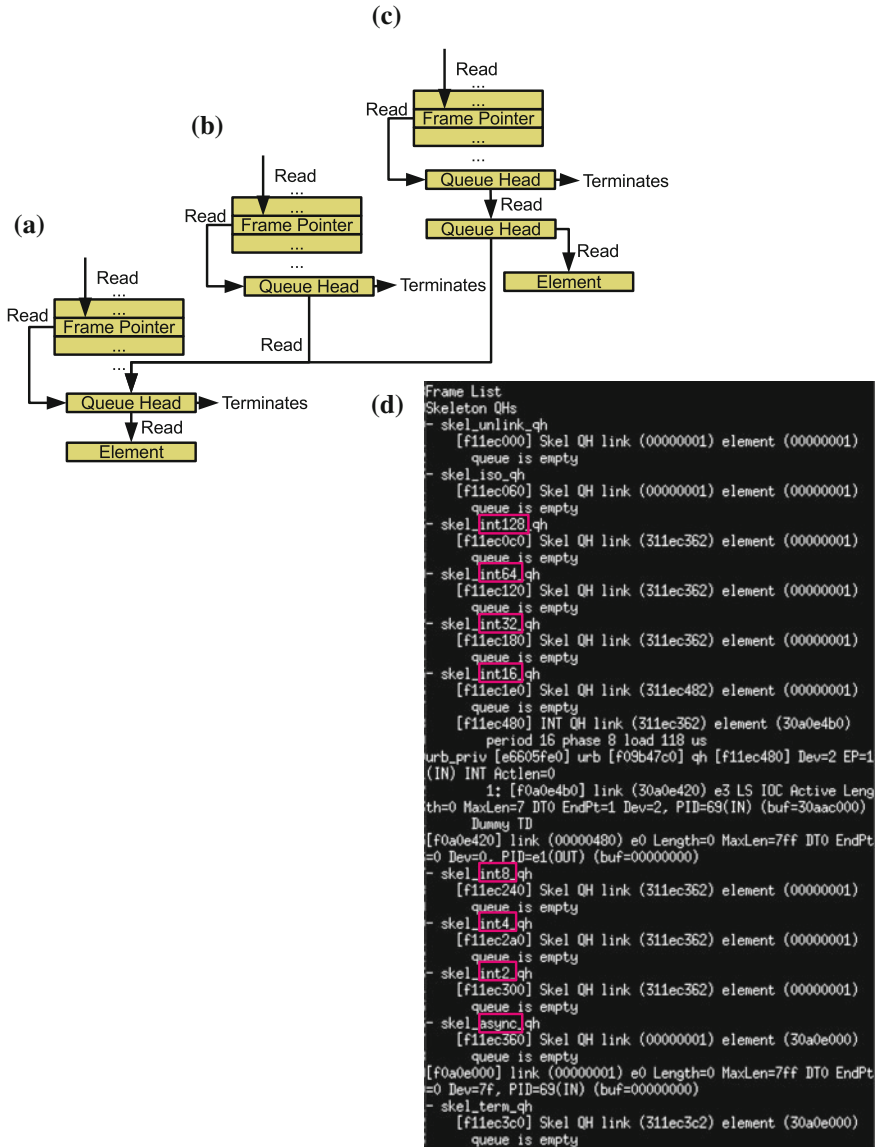 (c)
Read
...
...
Read
Frame Pointer
...
...
Queue Head
Terminates
Read
Queue Head
Read
Element
(b)
Read
...
...
Read
Frame Pointer
...
...
Queue Head
Terminates
Read
(a)
Read
...
...
Read
Frame Pointer
...
...
Queue Head
Terminates
Read
Element
(d)
Frame List
Skeleton QHs
- skel_unlink_qh
[f11ec000] Skel QH link (00000001) element (00000001)
queue is empty
- skel_iso_qh
[f11ec060] Skel QH link (00000001) element (00000001)
queue is empty
- skel_int128_qh
[f11ec0c0] Skel QH link (311ec362) element (00000001)
queue is empty
- skel_int64_qh
[f11ec120] Skel QH link (311ec362) element (00000001)
queue is empty
- skel_int32_qh
[f11ec180] Skel QH link (311ec362) element (00000001)
queue is empty
- skel_int16_qh
[f11ec1e0] Skel QH link (311ec482) element (00000001)
queue is empty
[f11ec480] INT QH link (311ec362) element (30a0e4b0)
period 16 phase 8 load 118 us
urb_priv [e6605fe0] urb [f09b47c0] qh [f11ec480] Dev=2 EP=1
(IN) INT Actlen=0
1: [f0a0e4b0] link (30a0e420) e3 LS IOC Active Leng
th=0 MaxLen=7 DT0 EndPt=1 Dev=2, PID=69(IN) (buf=30aac000)
Dummy TD
[f0a0e420] link (00000480) e0 Length=0 MaxLen=7ff DT0 EndPt
=0 Dev=0, PID=e1(OUT) (buf=00000000)
- skel_int8_qh
[f11ec240] Skel QH link (311ec362) element (00000001)
queue is empty
- skel_int4_qh
[f11ec2a0] Skel QH link (311ec362) element (00000001)
queue is empty
- skel_int2_qh
[f11ec300] Skel QH link (311ec362) element (00000001)
queue is empty
- skel_async_qh
[f11ec360] Skel QH link (00000001) element (30a0e000)
queue is empty
[f0a0e000] link (00000001) e0 Length=0 MaxLen=7ff DT0 EndPt
=0 Dev=7f, PID=69(IN) (buf=00000000)
- skel_term_qh
[f11ec3c0] Skel QH link (311ec3c2) element (30a0e000)
queue is empty